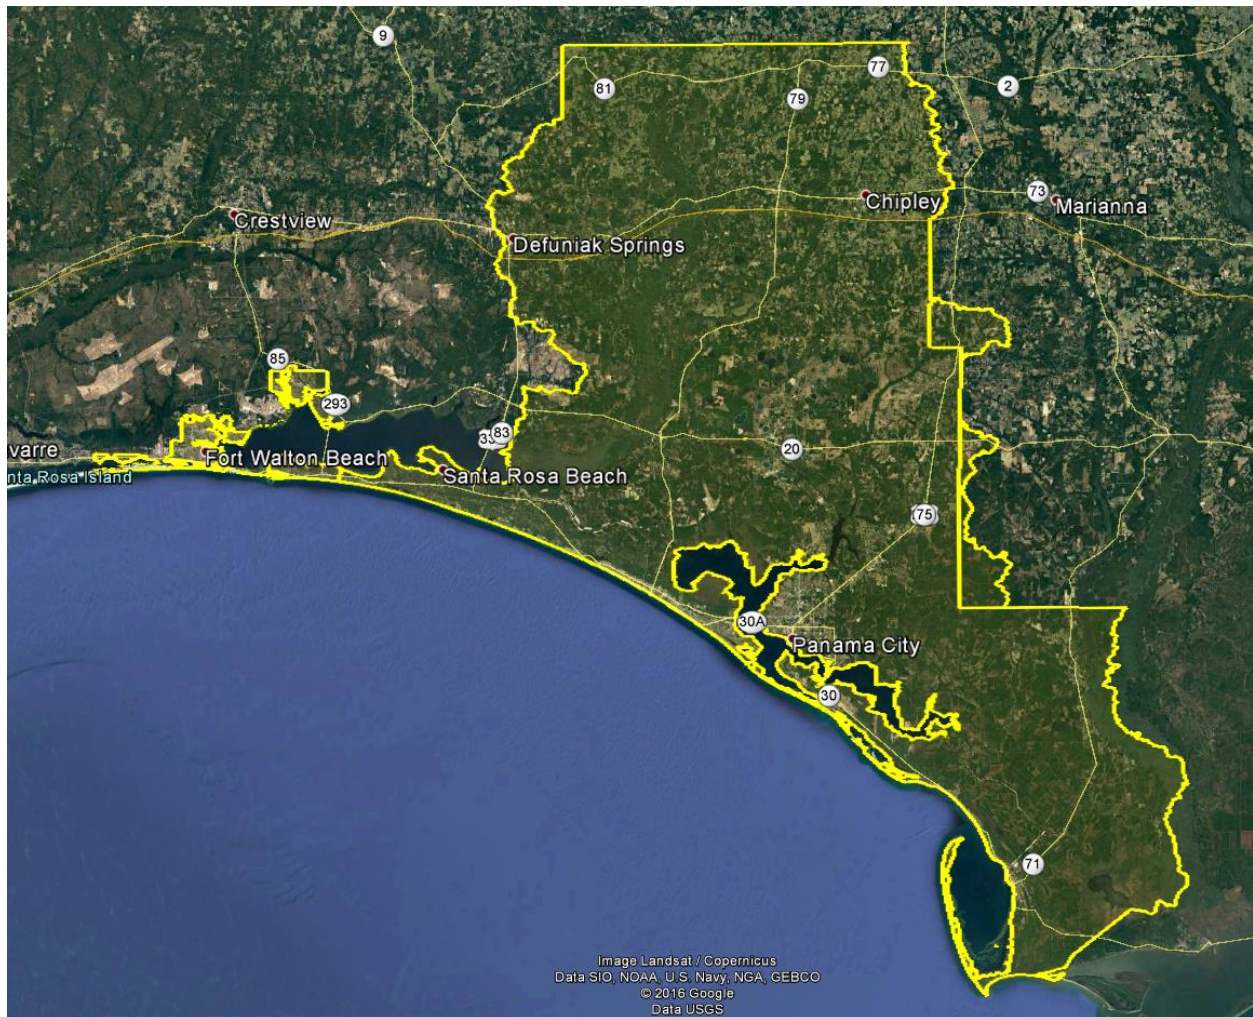 9
77
81
79
2
Chipley
73
Marianna
Crestview
Defuniak Springs
85
293
83
varre
Fort Walton Beach
20
Santa Rosa Beach
nta Rosa Island
75
30A
Panama City
30
71
Image Landsat / Copernicus
Data SIO, NOAA, U.S. Navy, NGA, GEBCO
© 2016 Google
Data USGS